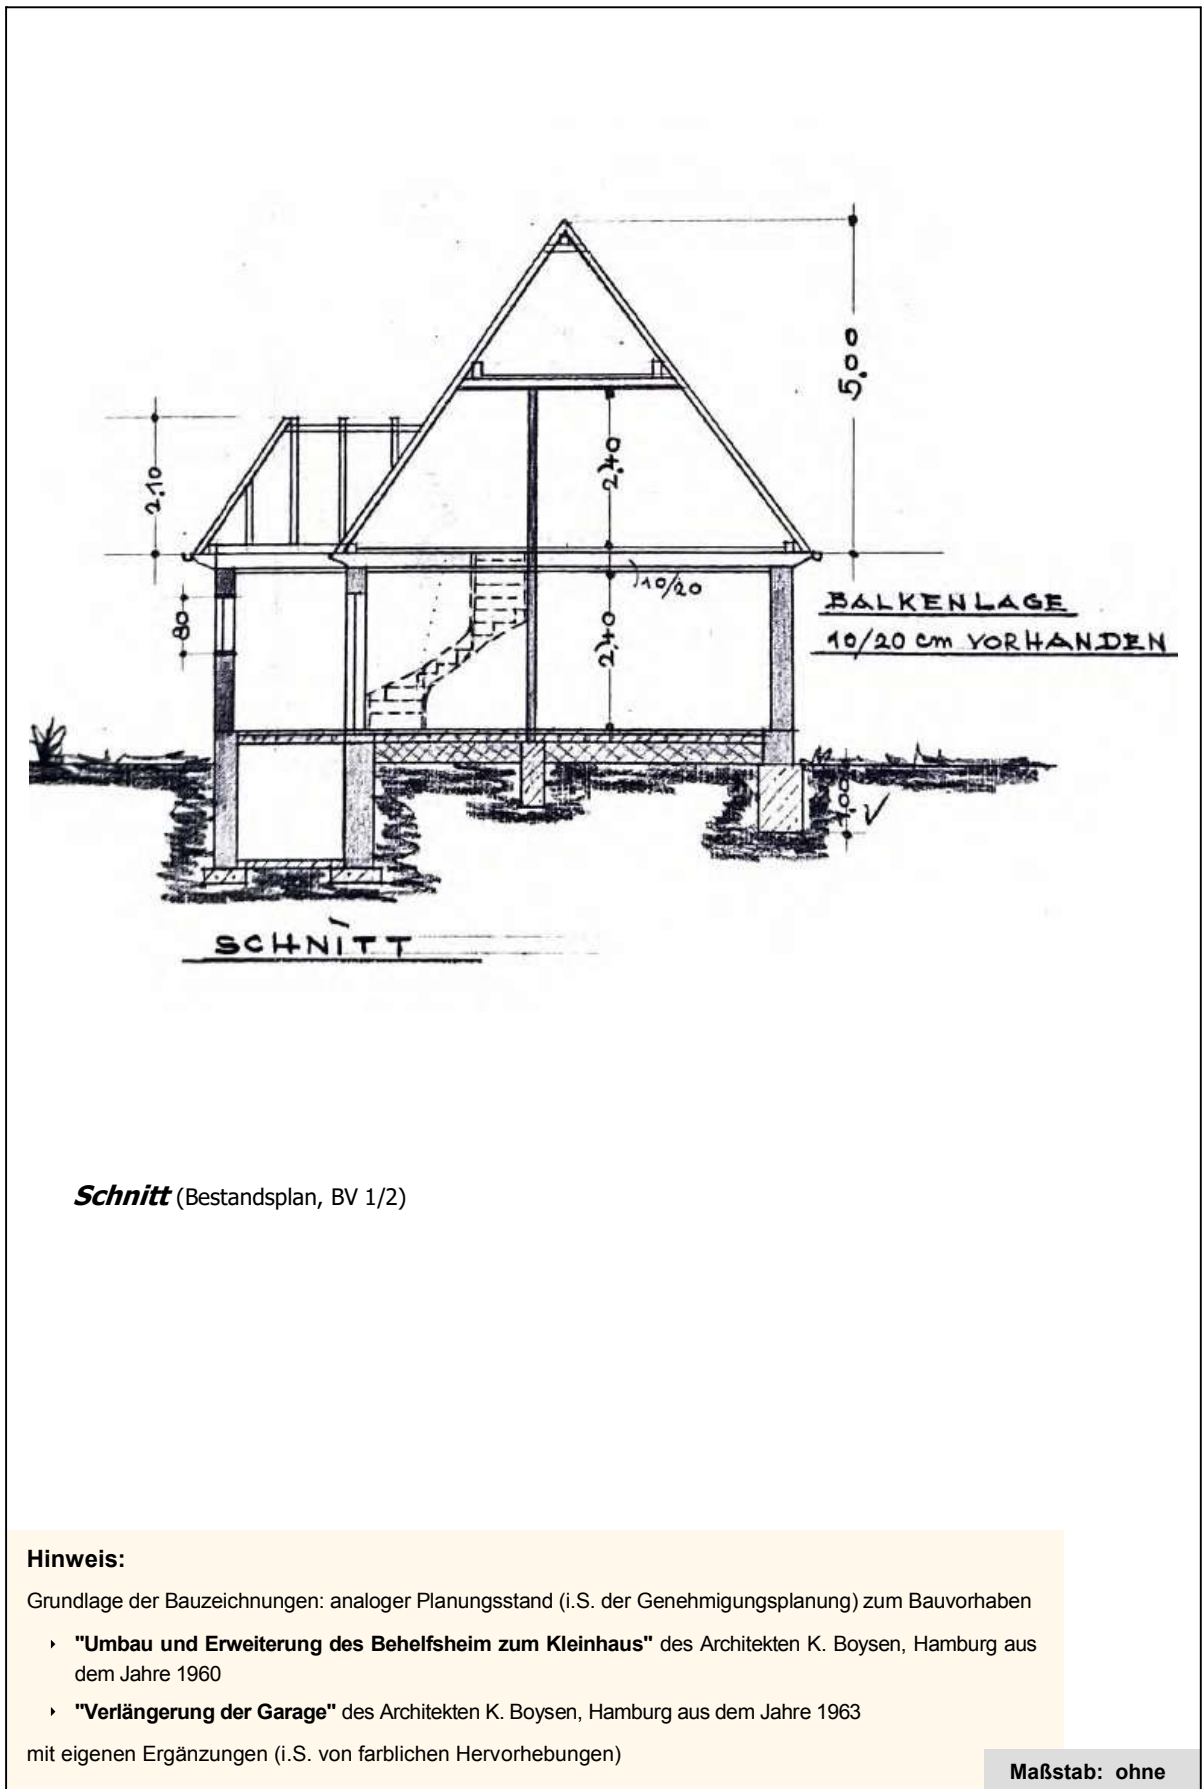 5,00
2,10
2,40
10/20
80
2,40
BALKENLAGE
10/20 cm VORHANDEN
1,00
SCHNITT
Schnitt (Bestandsplan, BV 1/2)
Hinweis:
Grundlage der Bauzeichnungen: analoger Planungsstand (i.S. der Genehmigungsplanung) zum Bauvorhaben
"Umbau und Erweiterung des Behelfsheim zum Kleinhaus" des Architekten K. Boysen, Hamburg aus
dem Jahre 1960
"Verlängerung der Garage" des Architekten K. Boysen, Hamburg aus dem Jahre 1963
mit eigenen Ergänzungen (i.S. von farblichen Hervorhebungen)
Maßstab: ohne